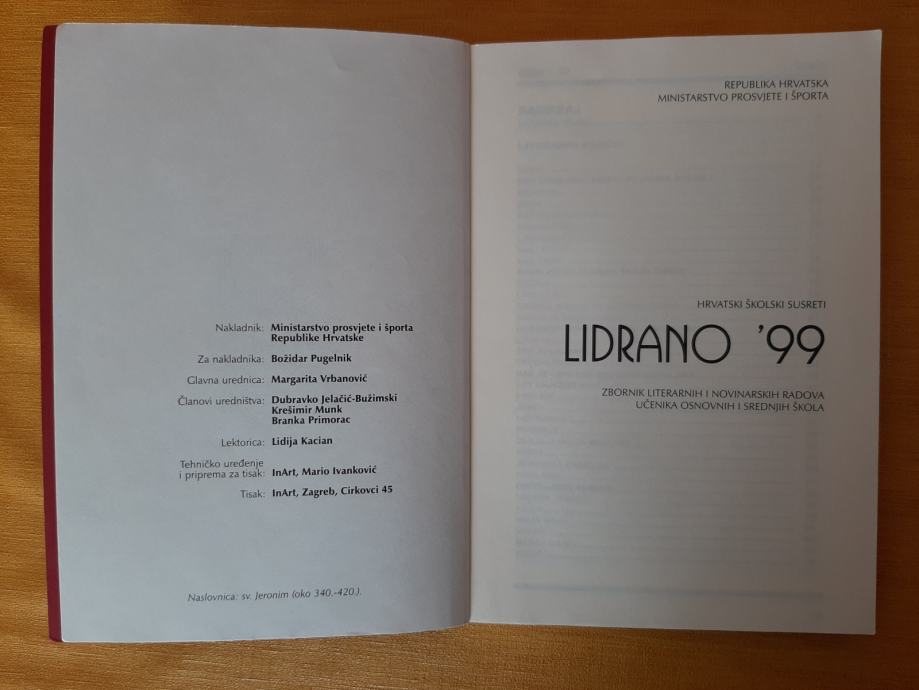 Nakladnik: Ministarstvo prosvjete i športa
Republike Hrvatske
Za nakladnika: Božidar Pugelnik
Glavna urednica: Margarita Vrbanović
Članovi uredništva: Dubravko Jelačić-Bužimski
Krešimir Munk
Branka Primorac
Lektorica: Lidija Kacian
Tehničko uređenje
i priprema za tisak: InArt, Mario Ivanković
Tisak: InArt, Zagreb, Cirkovci 45
Naslovnica: sv. Jeronim (oko 340.-420.).
REPUBLIKA HRVATSKA
MINISTARSTVO PROSVJETE I ŠPORTA
HRVATSKI ŠKOLSKI SUSRETI
LIDRANO '99
ZBORNIK LITERARNIH I NOVINARSKIH RADOVA
UČENIKA OSNOVNIH I SREDNJIH ŠKOLA